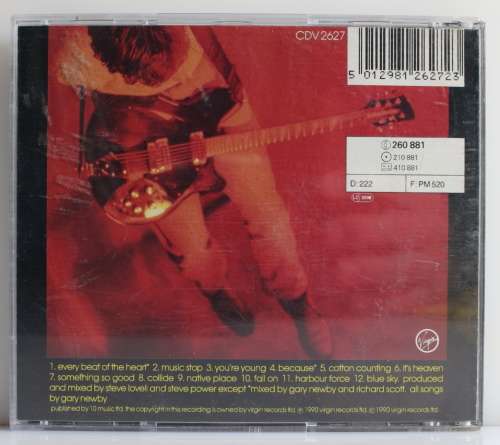 CDV 2627
5 012981 262723
260 881
210 881
410 881
D: 222 F: PM 520
LC 3098
Virgin
1. every beat of the heart* 2. music stop 3. you're young 4. because* 5. cotton counting 6. it's heaven
7. something so good 8. collide 9. native place 10. fall on 11. harbour force 12. blue sky. produced
and mixed by steve lovell and steve power except *mixed by gary newby and richard scott. all songs
by gary newby
published by 10 music ltd. the copyright in this recording is owned by virgin records ltd. ℗ 1990 virgin records ltd. © 1990 virgin records ltd.